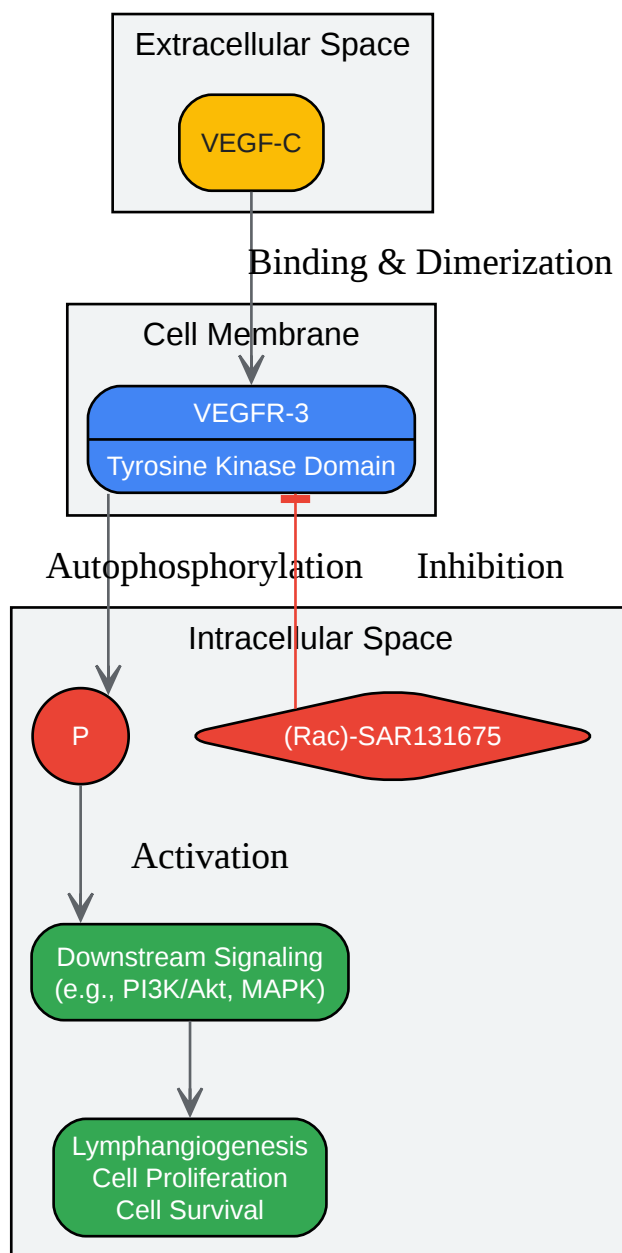 Extracellular Space
VEGF-C
Binding & Dimerization
Cell Membrane
VEGFR-3
Tyrosine Kinase Domain
Autophosphorylation
Inhibition
Intracellular Space
P
(Rac)-SAR131675
Activation
Downstream Signaling
(e.g., PI3K/Akt, MAPK)
Lymphangiogenesis
Cell Proliferation
Cell Survival